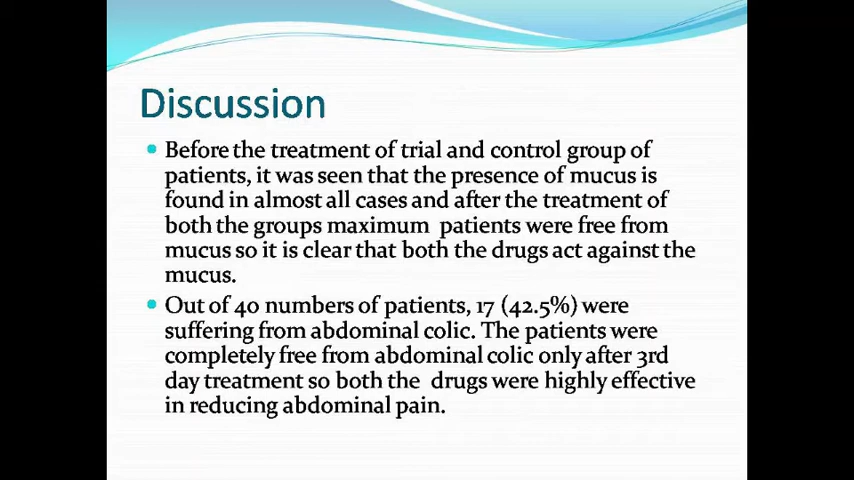 Discussion
Before the treatment of trial and control group of
patients, it was seen that the presence of mucus is
found in almost all cases and after the treatment of
both the groups maximum patients were free from
mucus so it is clear that both the drugs act against the
mucus.
Out of 40 numbers of patients, 17 (42.5%) were
suffering from abdominal colic. The patients were
completely free from abdominal colic only after 3rd
day treatment so both the drugs were highly effective
in reducing abdominal pain.